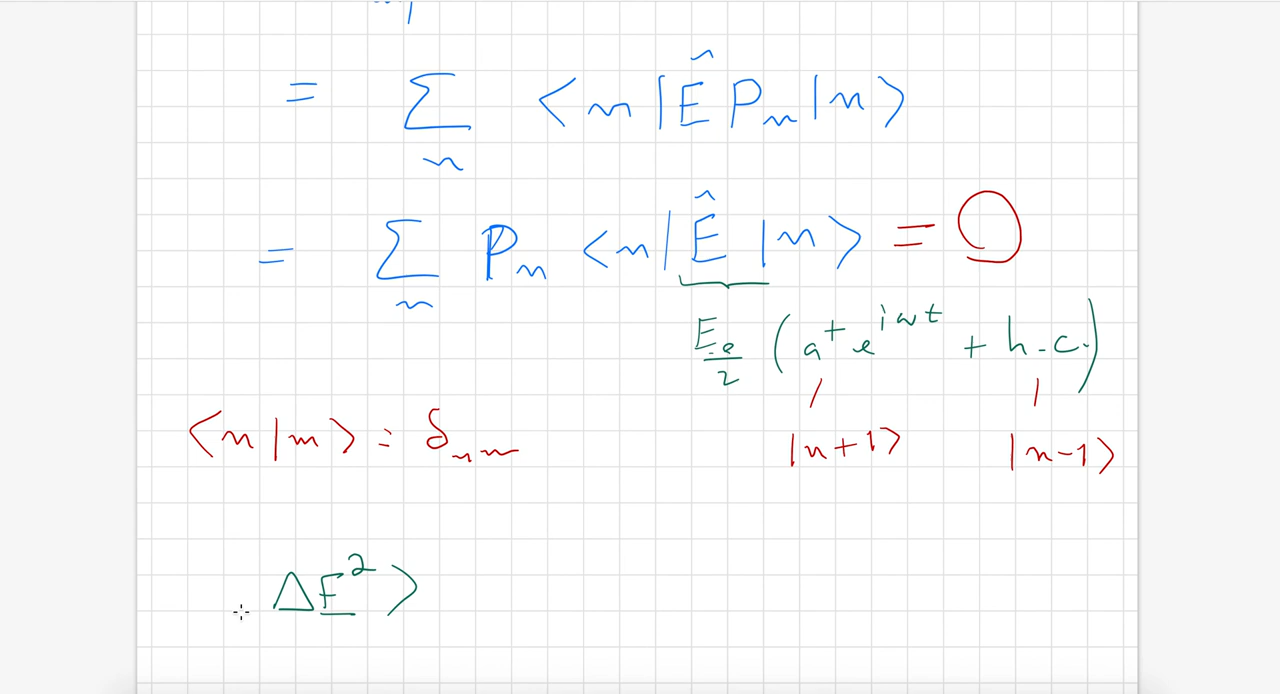 = Σ_n <n|Ê P_n|n>
= Σ_n P_n <n|Ê|n> = 0
E_0/2 (a† e^{iωt} + h.c.)
<n|m> = δ_nm |n+1> |n-1>
ΔE² >